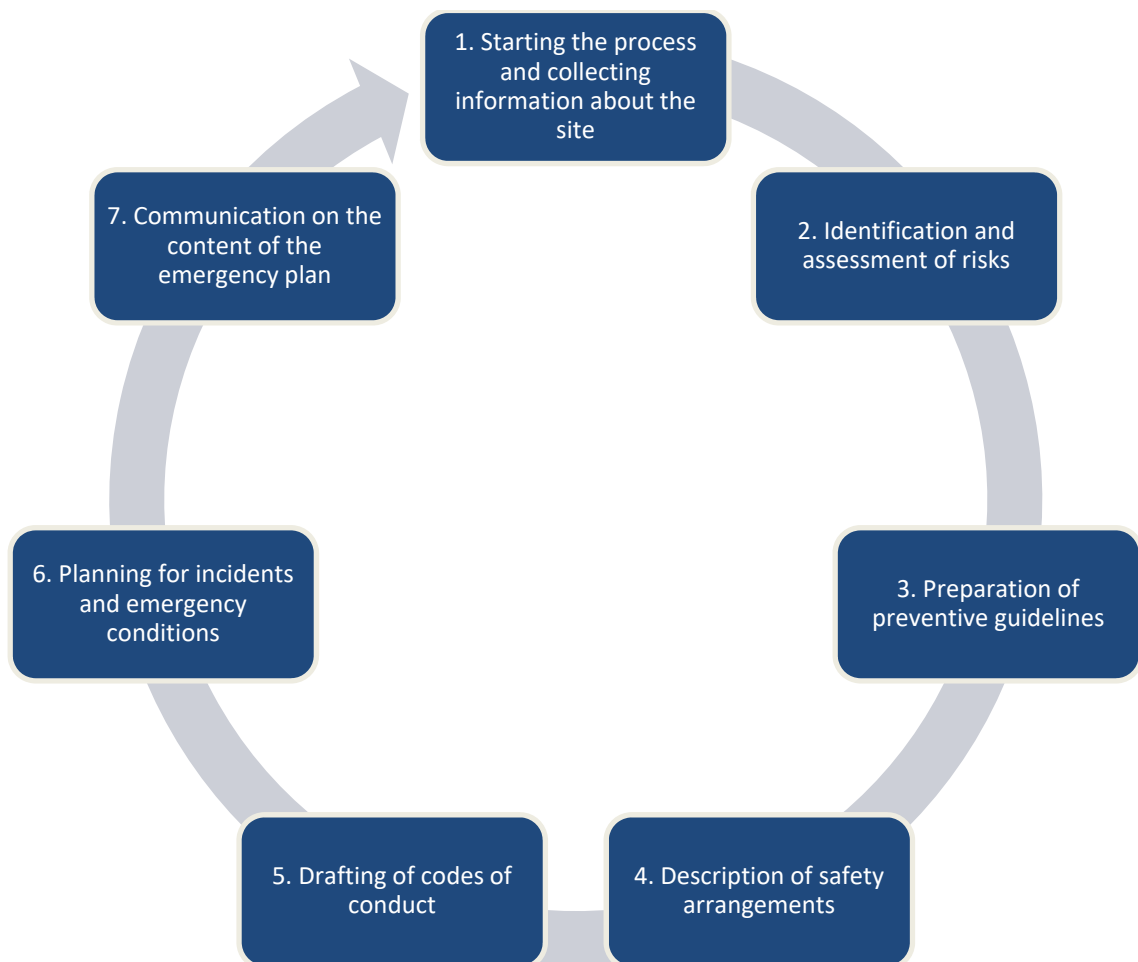 1. Starting the process
and collecting
information about the
site
2. Identification and
assessment of risks
3. Preparation of
preventive guidelines
4. Description of safety
arrangements
5. Drafting of codes of
conduct
6. Planning for incidents
and emergency
conditions
7. Communication on the
content of the
emergency plan